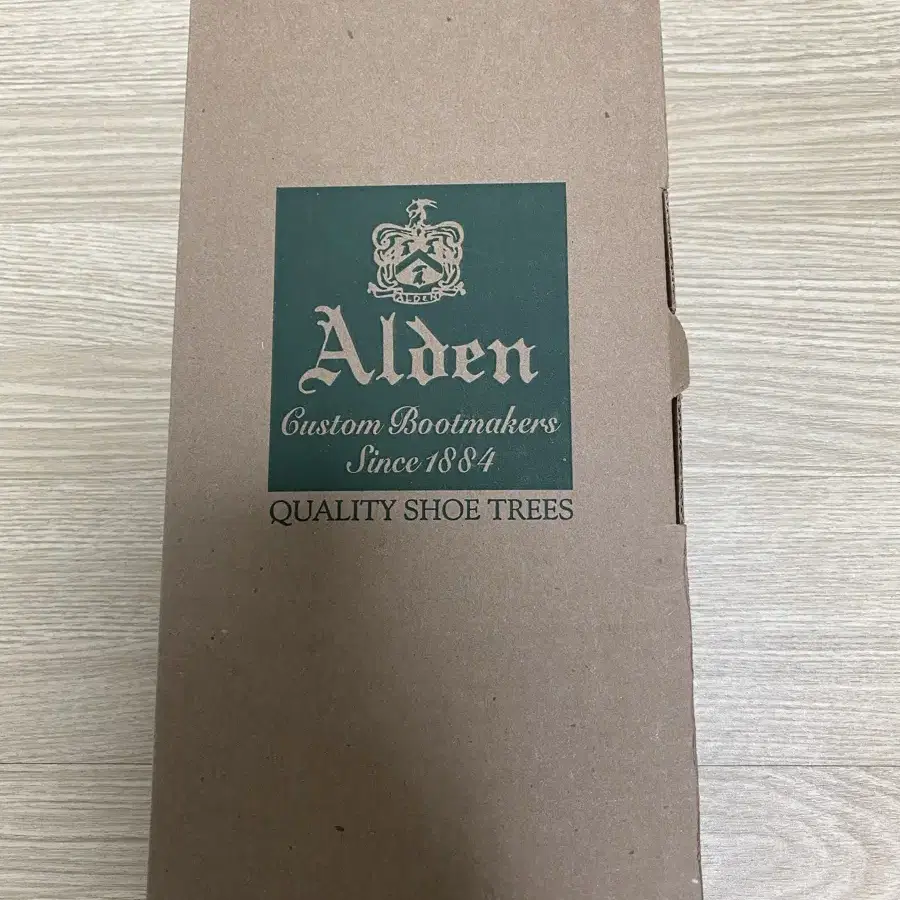 ALDEN
Alden
Custom Bootmakers
Since 1884
QUALITY SHOE TREES